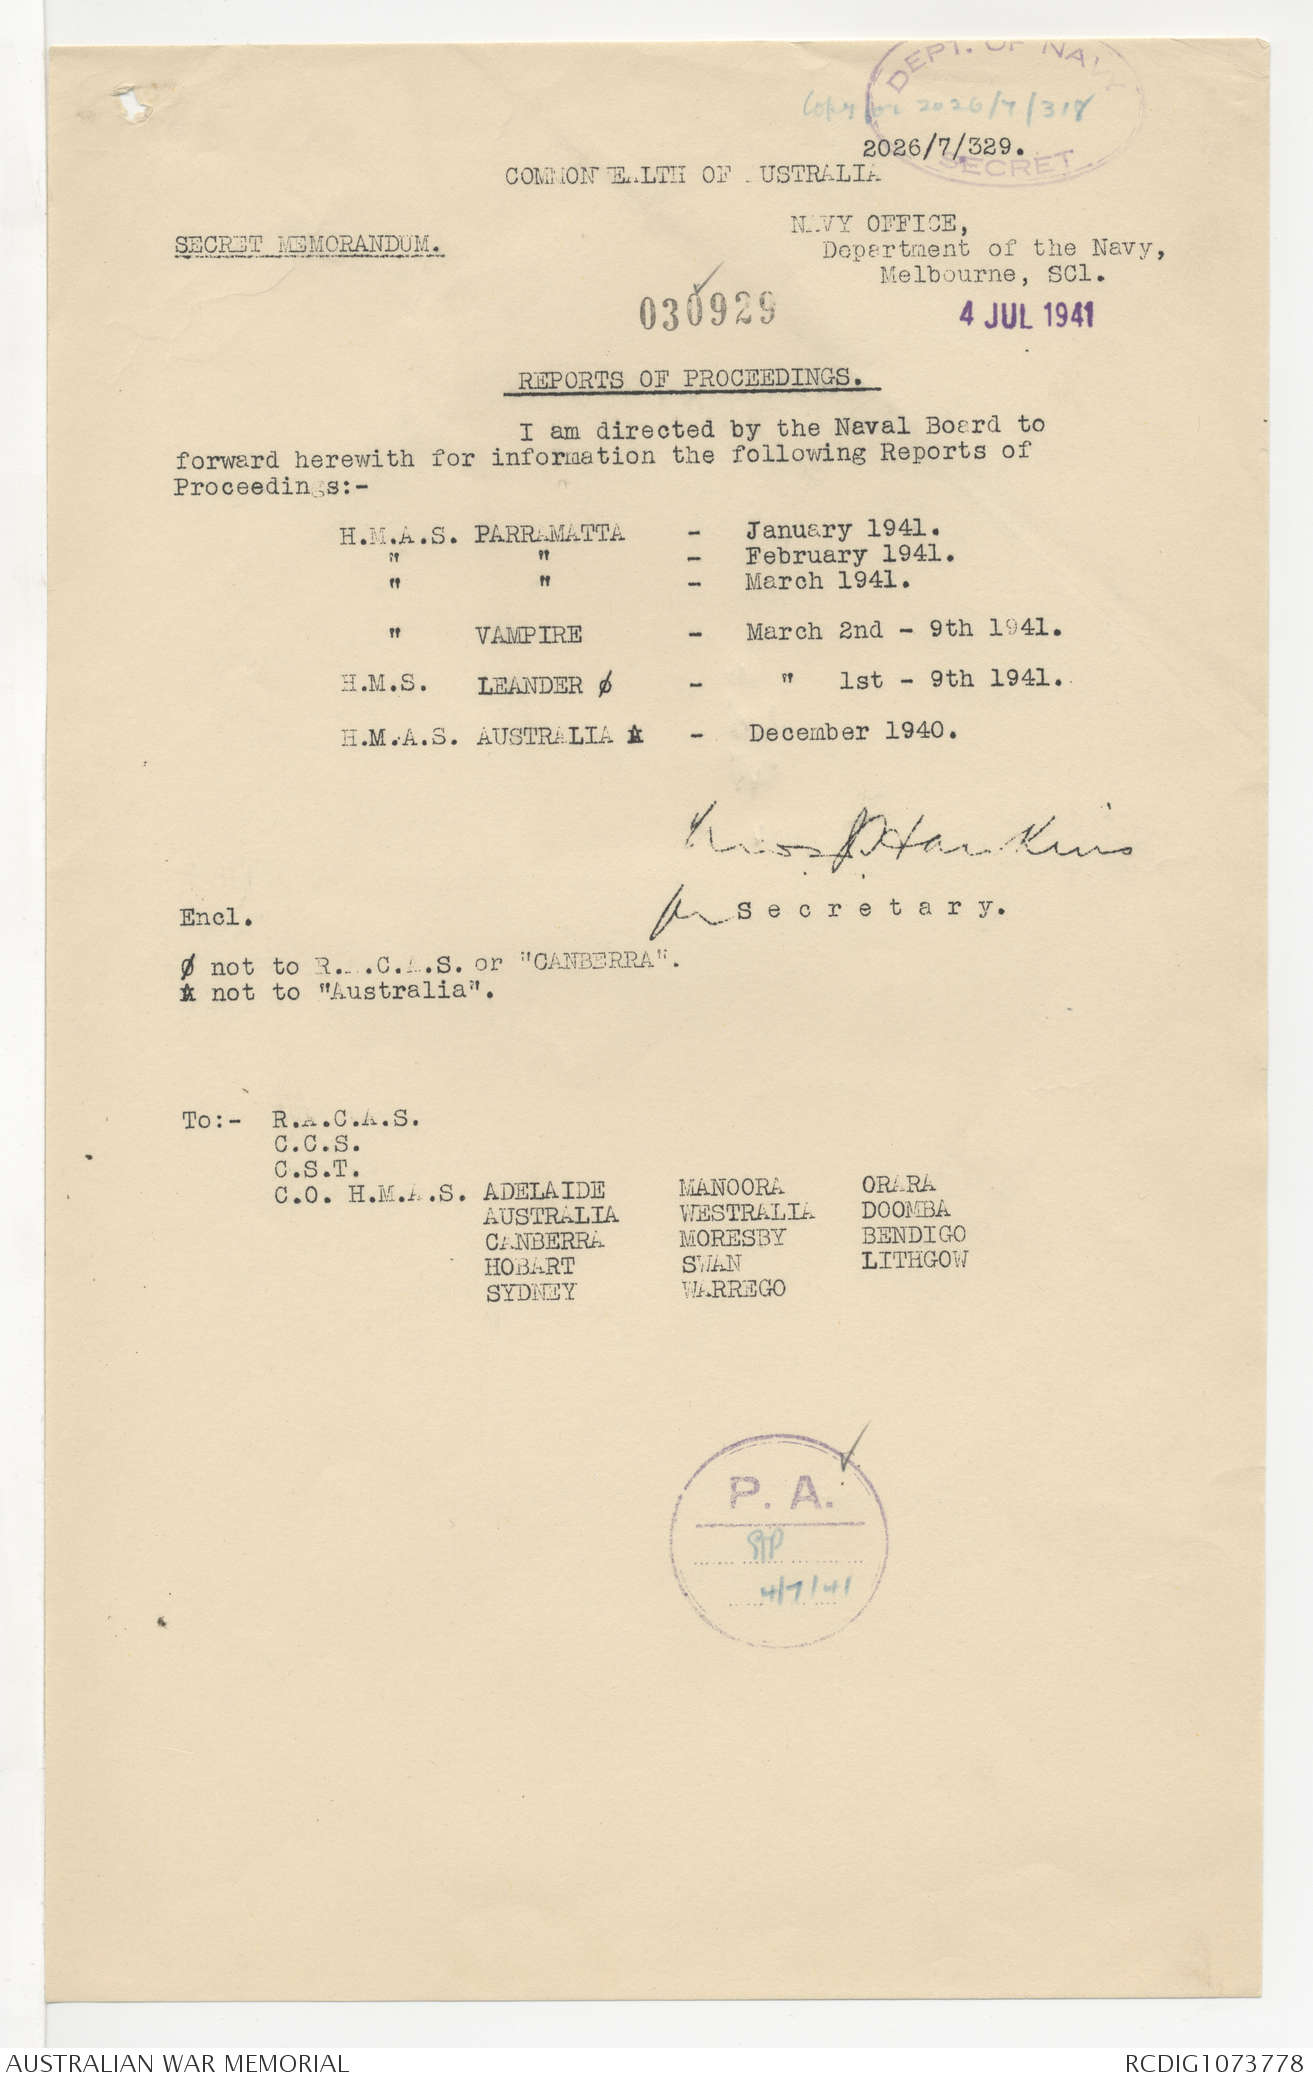 DEPT. OF NAVY
Copy for 2026/7/318
2026/7/329.
SECRET
COMMONWEALTH OF AUSTRALIA
NAVY OFFICE,
SECRET MEMORANDUM.
Department of the Navy,
Melbourne, SC1.
030929
4 JUL 1941
REPORTS OF PROCEEDINGS.
I am directed by the Naval Board to
forward herewith for information the following Reports of
Proceedings:-
H.M.A.S. PARRAMATTA - January 1941.
" " - February 1941.
" " - March 1941.
" VAMPIRE - March 2nd - 9th 1941.
H.M.S. LEANDER ø - " 1st - 9th 1941.
H.M.A.S. AUSTRALIA * - December 1940.
Hawkins
for Secretary.
Encl.
ø not to R.A.C.A.S. or "CANBERRA".
* not to "Australia".
To:- R.A.C.A.S.
C.C.S.
C.S.T.
C.O. H.M.A.S. ADELAIDE MANOORA ORARA
AUSTRALIA WESTRALIA DOOMBA
CANBERRA MORESBY BENDIGO
HOBART SWAN LITHGOW
SYDNEY WARREGO
P. A.
4/7/41
AUSTRALIAN WAR MEMORIAL RCDIG1073778